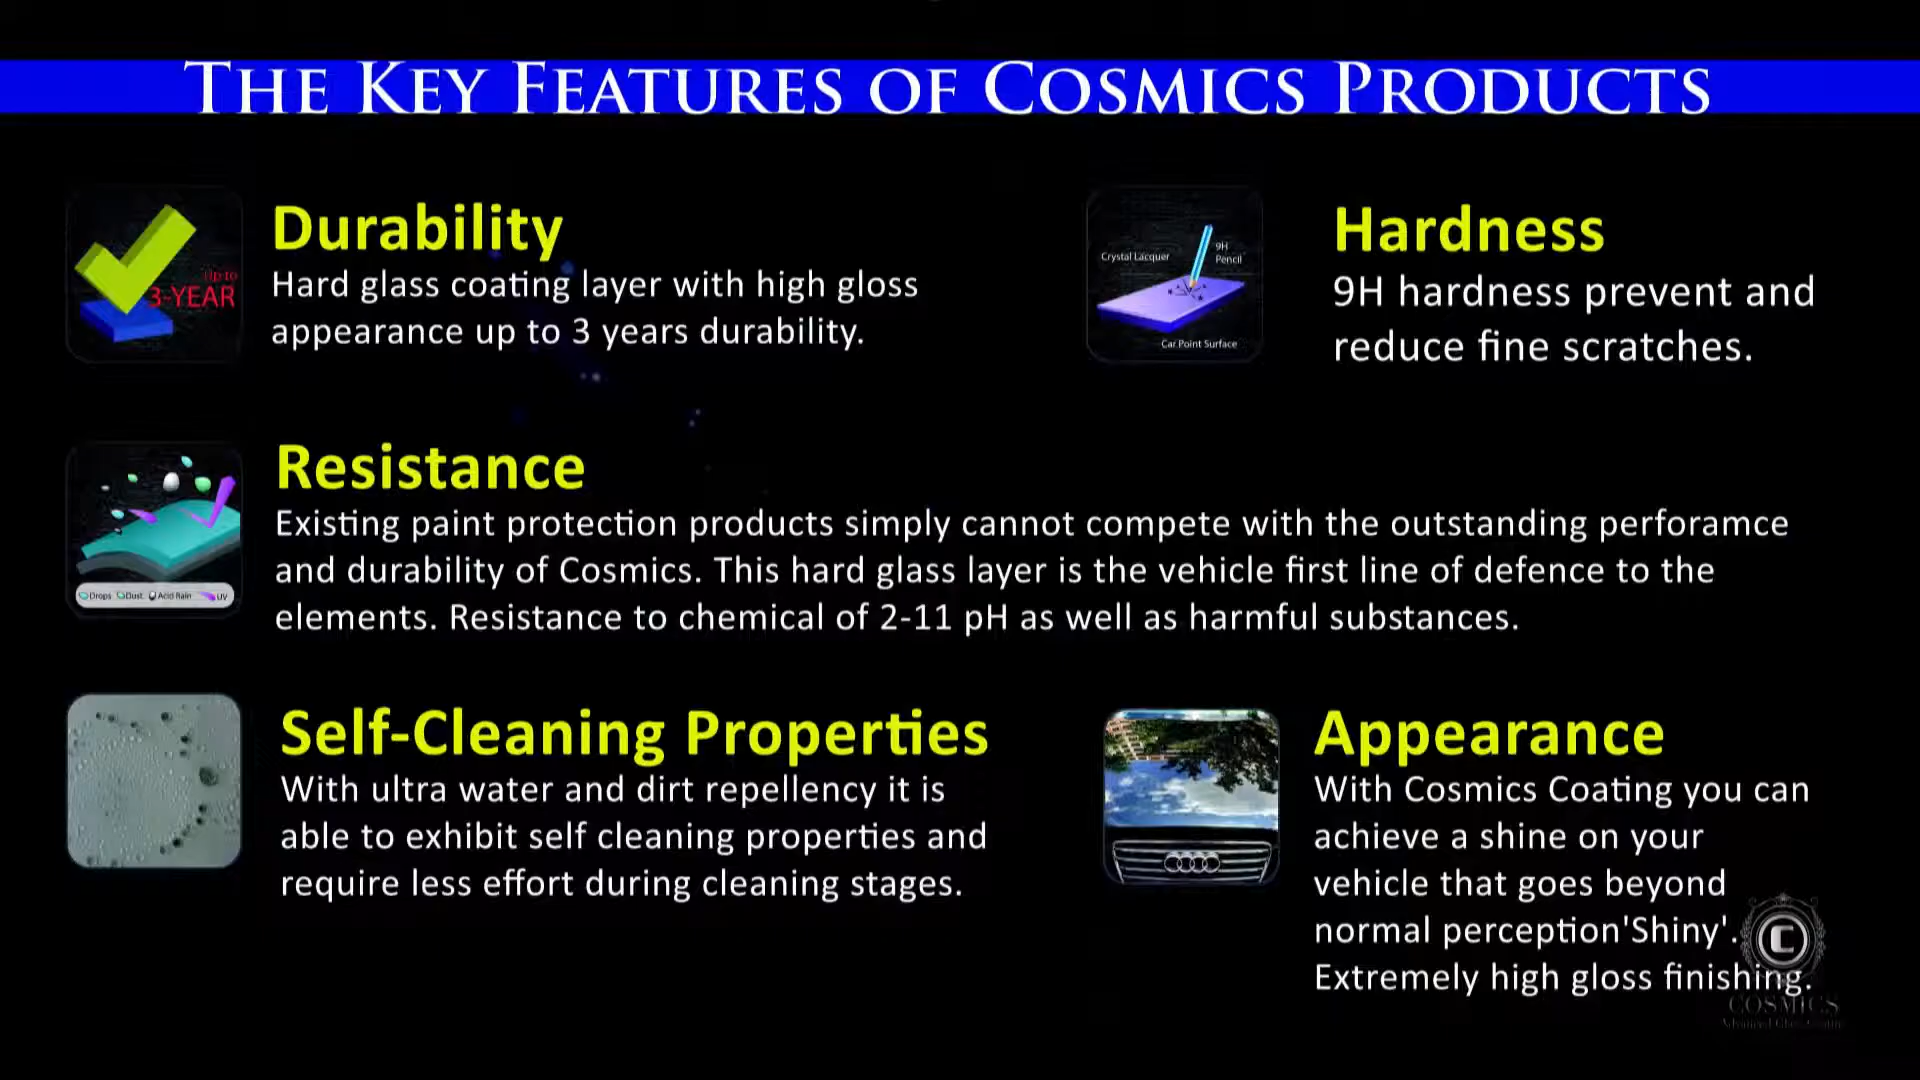 THE KEY FEATURES OF COSMICS PRODUCTS
Up to
3-YEAR
Durability
Hard glass coating layer with high gloss
appearance up to 3 years durability.
Crystal Lacquer
9H
Pencil
Car Point Surface
Hardness
9H hardness prevent and
reduce fine scratches.
Drops Dust Acid Rain UV
Resistance
Existing paint protection products simply cannot compete with the outstanding perforamce
and durability of Cosmics. This hard glass layer is the vehicle first line of defence to the
elements. Resistance to chemical of 2-11 pH as well as harmful substances.
Self-Cleaning Properties
With ultra water and dirt repellency it is
able to exhibit self cleaning properties and
require less effort during cleaning stages.
Appearance
With Cosmics Coating you can
achieve a shine on your
vehicle that goes beyond
normal perception'Shiny'.
Extremely high gloss finishing.
C
COSMICS